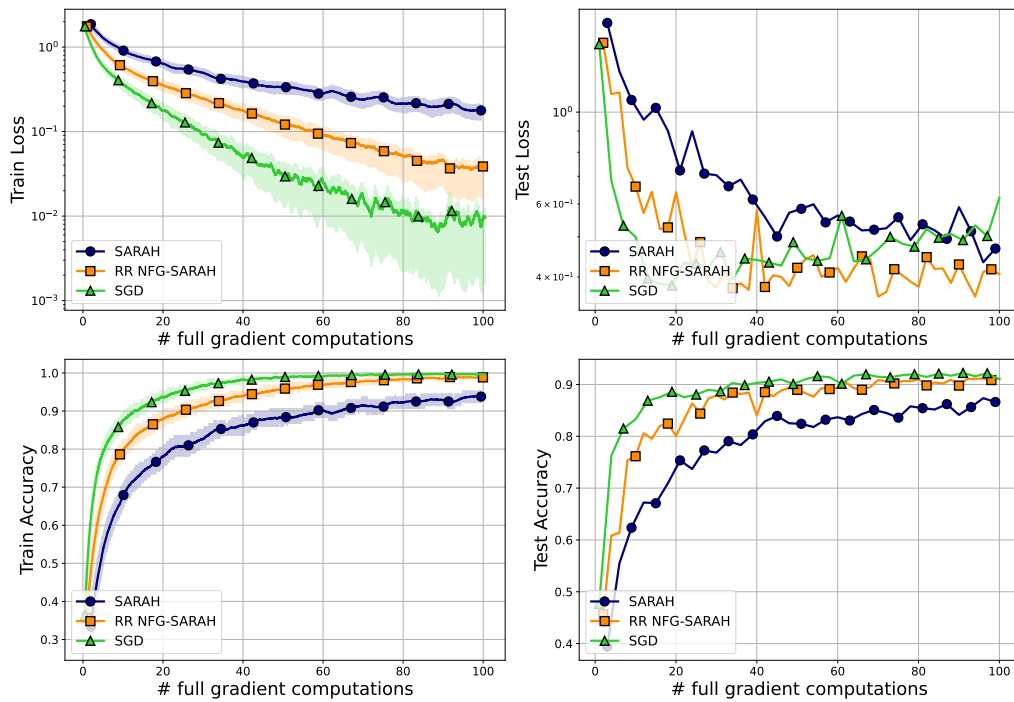 Train Loss
10⁰
10⁻¹
10⁻²
10⁻³
SARAH
RR NFG-SARAH
SGD
0 20 40 60 80 100
# full gradient computations
Test Loss
10⁰
6 × 10⁻¹
4 × 10⁻¹
SARAH
RR NFG-SARAH
SGD
0 20 40 60 80 100
# full gradient computations
Train Accuracy
1.0
0.9
0.8
0.7
0.6
0.5
0.4
0.3
SARAH
RR NFG-SARAH
SGD
0 20 40 60 80 100
# full gradient computations
Test Accuracy
0.9
0.8
0.7
0.6
0.5
0.4
SARAH
RR NFG-SARAH
SGD
0 20 40 60 80 100
# full gradient computations